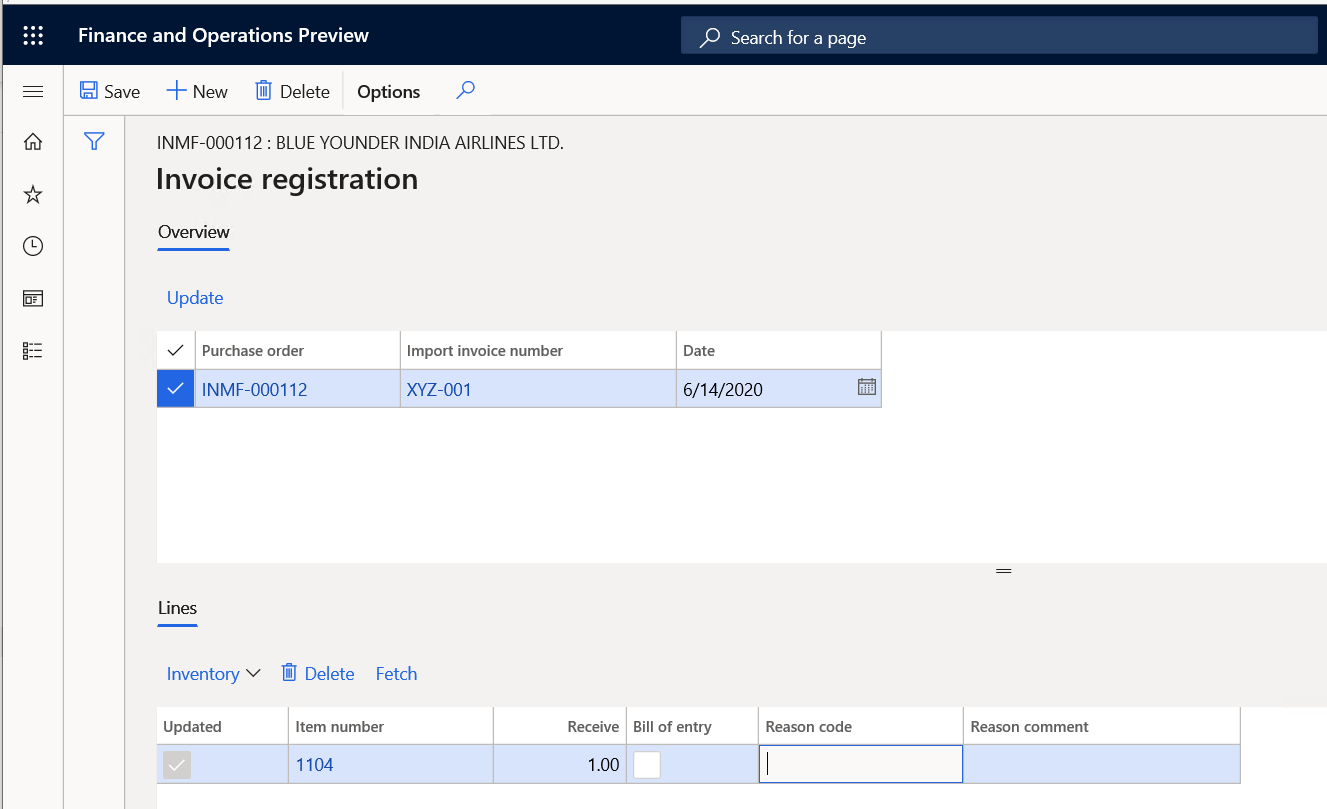 Finance and Operations Preview
Search for a page
Save
New
Delete
Options
INMF-000112 : BLUE YOUNDER INDIA AIRLINES LTD.
Invoice registration
Overview
Update
Purchase order Import invoice number Date
INMF-000112 XYZ-001 6/14/2020
Lines
Inventory Delete Fetch
Updated Item number Receive Bill of entry Reason code Reason comment
1104 1.00